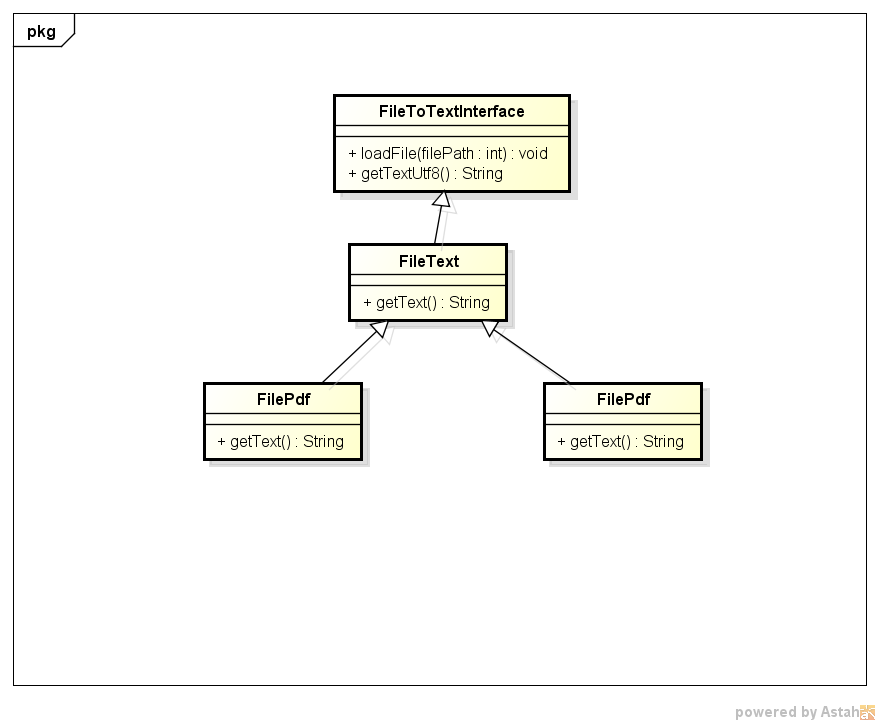 pkg
FileToTextInterface
+ loadFile(filePath : int) : void
+ getTextUtf8() : String
FileText
+ getText() : String
FilePdf
+ getText() : String
FilePdf
+ getText() : String
powered by Astah